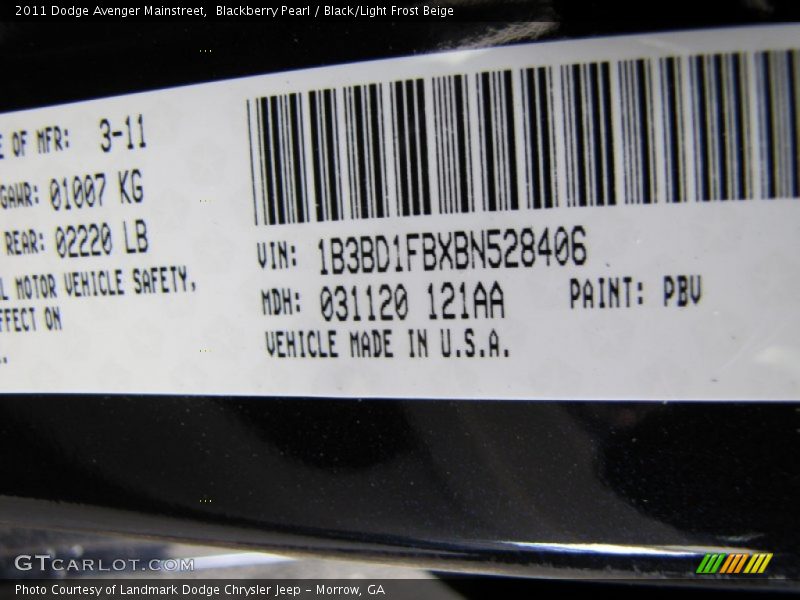 2011 Dodge Avenger Mainstreet,  Blackberry Pearl / Black/Light Frost Beige
E OF MFR: 3-11
GAWR: 01007 KG
REAR: 02220 LB
L MOTOR VEHICLE SAFETY,
FFECT ON
VIN: 1B3BD1FBXBN528406
MDH: 031120 121AA PAINT: PBV
VEHICLE MADE IN U.S.A.
GTCARLOT.COM
Photo Courtesy of Landmark Dodge Chrysler Jeep - Morrow, GA